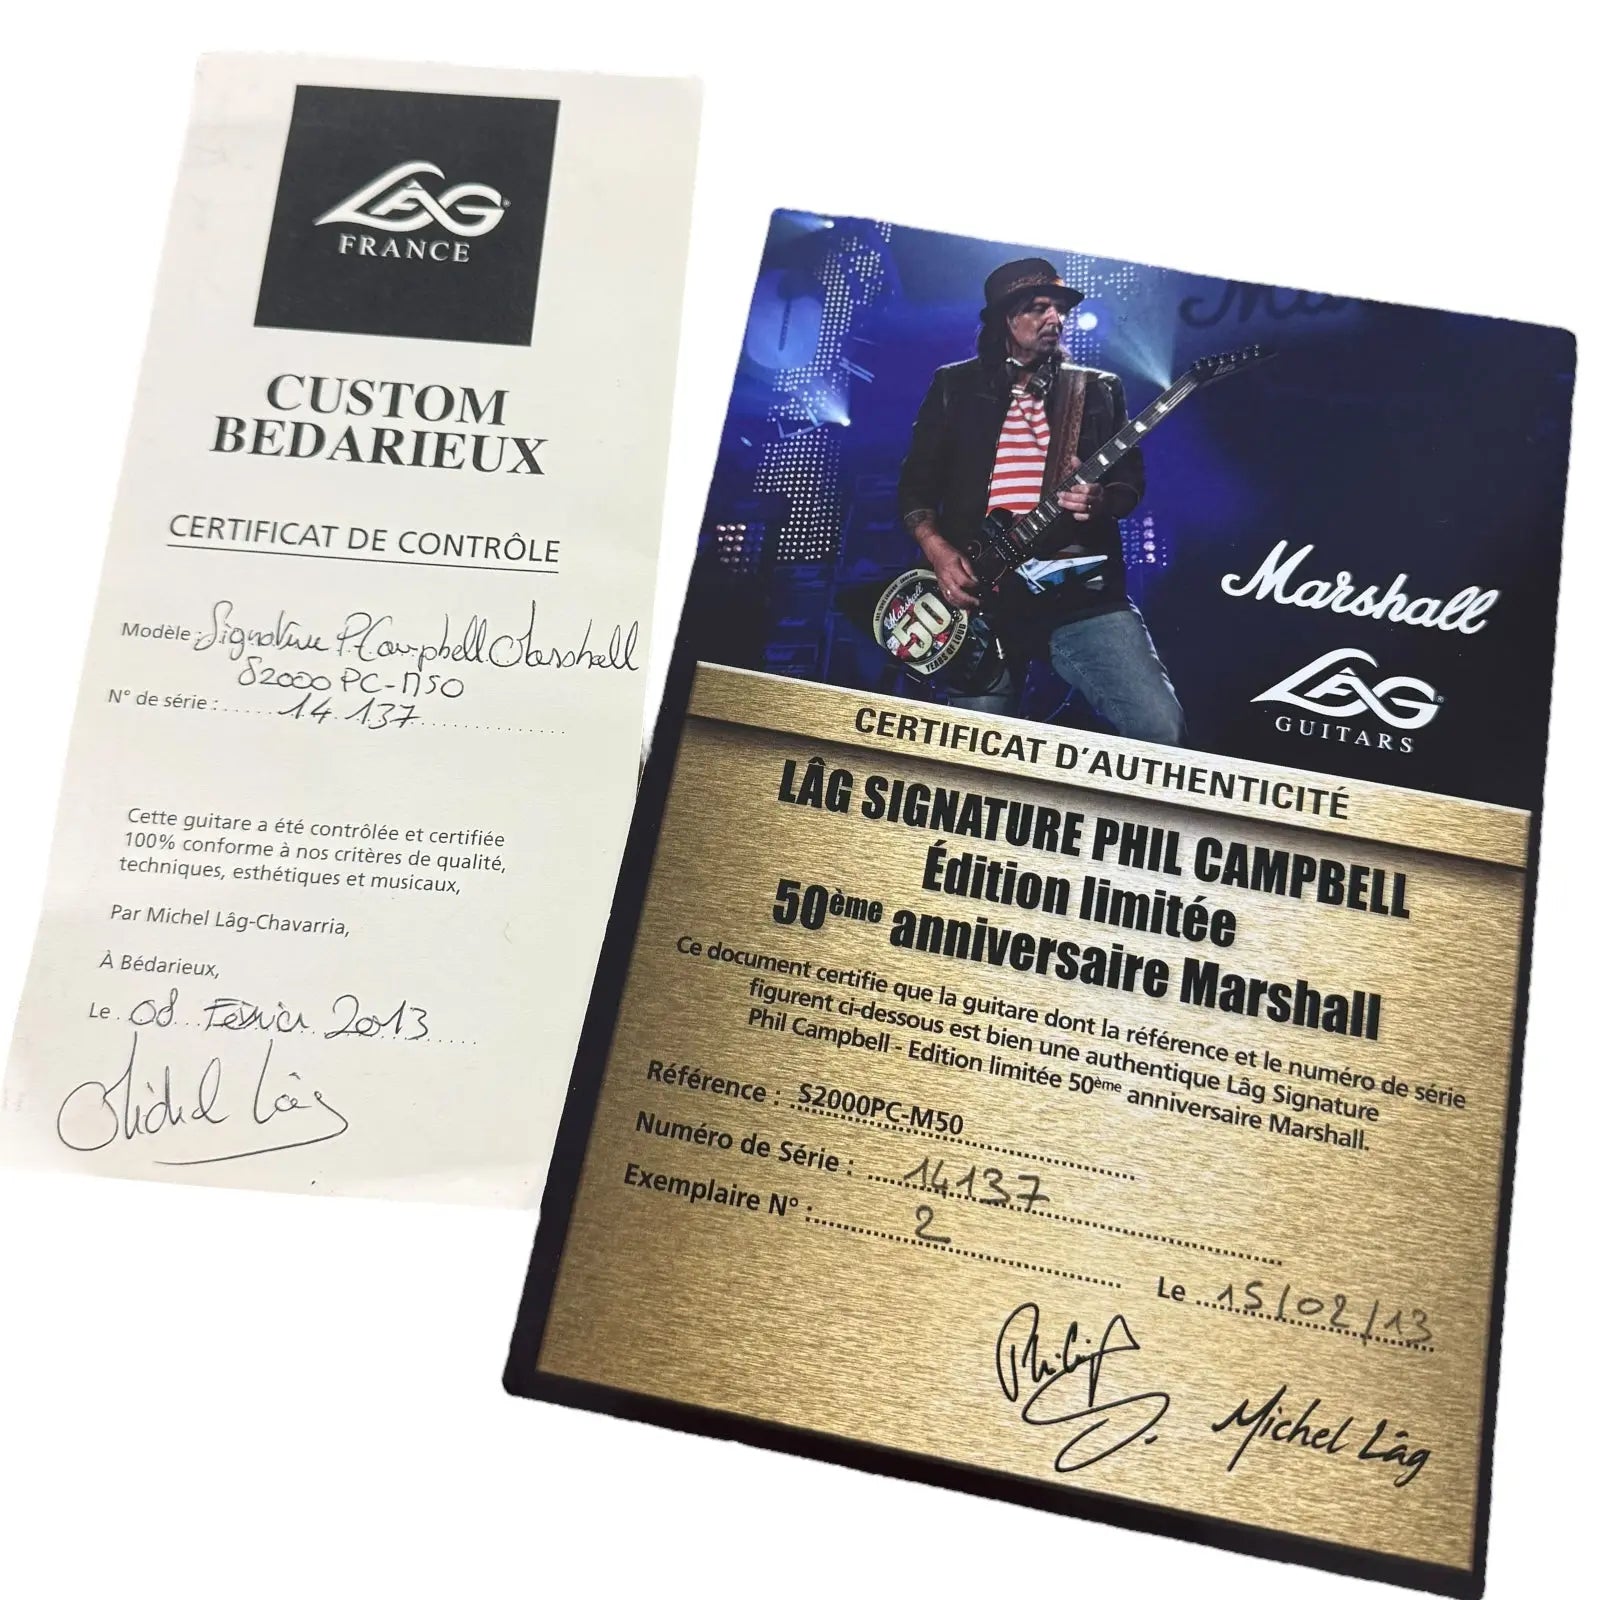 LÂG
FRANCE
CUSTOM
BEDARIEUX
CERTIFICAT DE CONTRÔLE
Modèle : Signature P. Campbell Marshall
S2000 PC-M50
N° de série : 14 137
Cette guitare a été contrôlée et certifiée
100% conforme à nos critères de qualité,
techniques, esthétiques et musicaux,
Par Michel Lâg-Chavarria,
À Bédarieux,
Le 08 Février 2013
Michel Lâg
Marshall
50
YEARS OF LOUD
Marshall
LÂG
GUITARS
CERTIFICAT D'AUTHENTICITÉ
LÂG SIGNATURE PHIL CAMPBELL
Édition limitée
50ème anniversaire Marshall
Ce document certifie que la guitare dont la référence et le numéro de série
figurent ci-dessous est bien une authentique Lâg Signature
Phil Campbell - Edition limitée 50ème anniversaire Marshall.
Référence : S2000PC-M50
Numéro de Série : 14137
Exemplaire N° : 2
Le 15/02/13
Michel Lâg